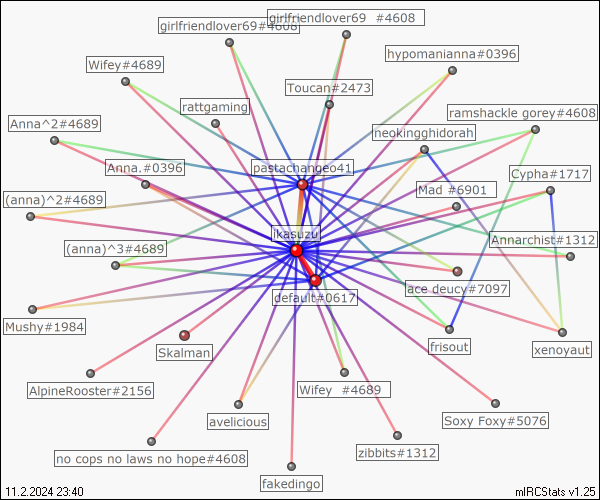 girlfriendlover69 #4608
girlfriendlover69#4608
hypomanianna#0396
Wifey#4689
Toucan#2473
rattgaming
ramshackle gorey#4608
Anna^2#4689
neokingghidorah
Anna.#0396
pastachangeo41
Cypha#1717
Mad #6901
(anna)^2#4689
ikasuzu
Annarchist#1312
(anna)^3#4689
lace deucy#7097
default#0617
Mushy#1984
frisout
xenoyaut
Skalman
AlpineRooster#2156
Wifey #4689
avelicious
Soxy Foxy#5076
zibbits#1312
no cops no laws no hope#4608
fakedingo
11.2.2024 23:40
mIRCStats v1.25